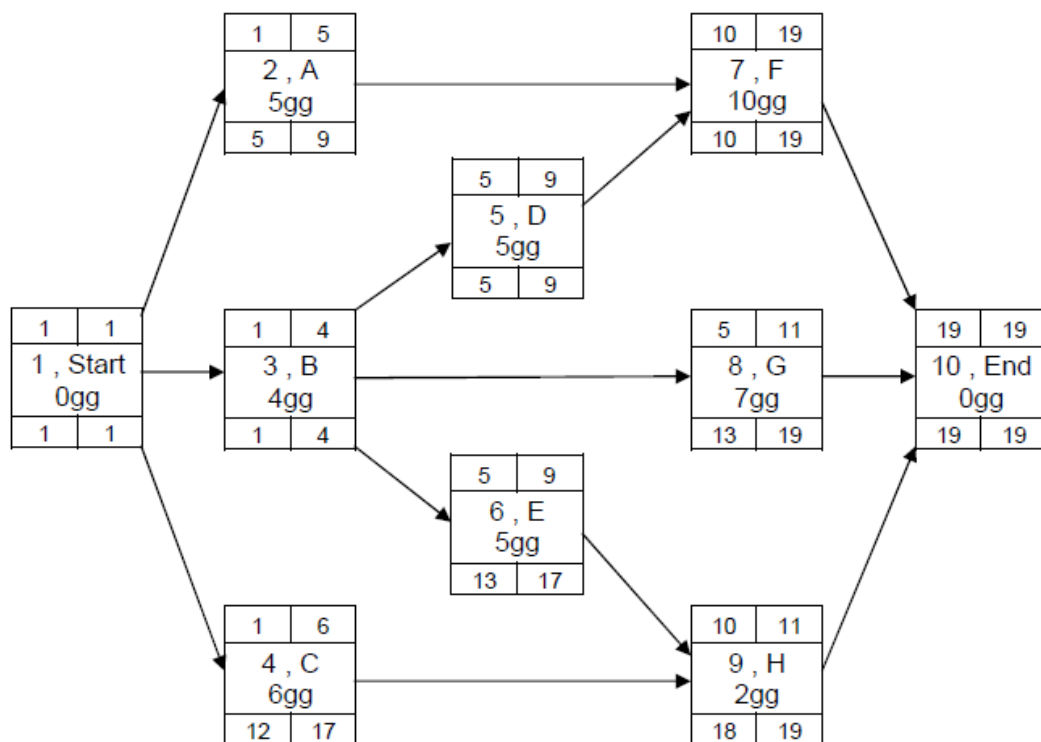 1 5
2 , A
5gg
5 9
10 19
7 , F
10gg
10 19
5 9
5 , D
5gg
5 9
1 1
1 , Start
0gg
1 1
1 4
3 , B
4gg
1 4
5 11
8 , G
7gg
13 19
19 19
10 , End
0gg
19 19
5 9
6 , E
5gg
13 17
1 6
4 , C
6gg
12 17
10 11
9 , H
2gg
18 19